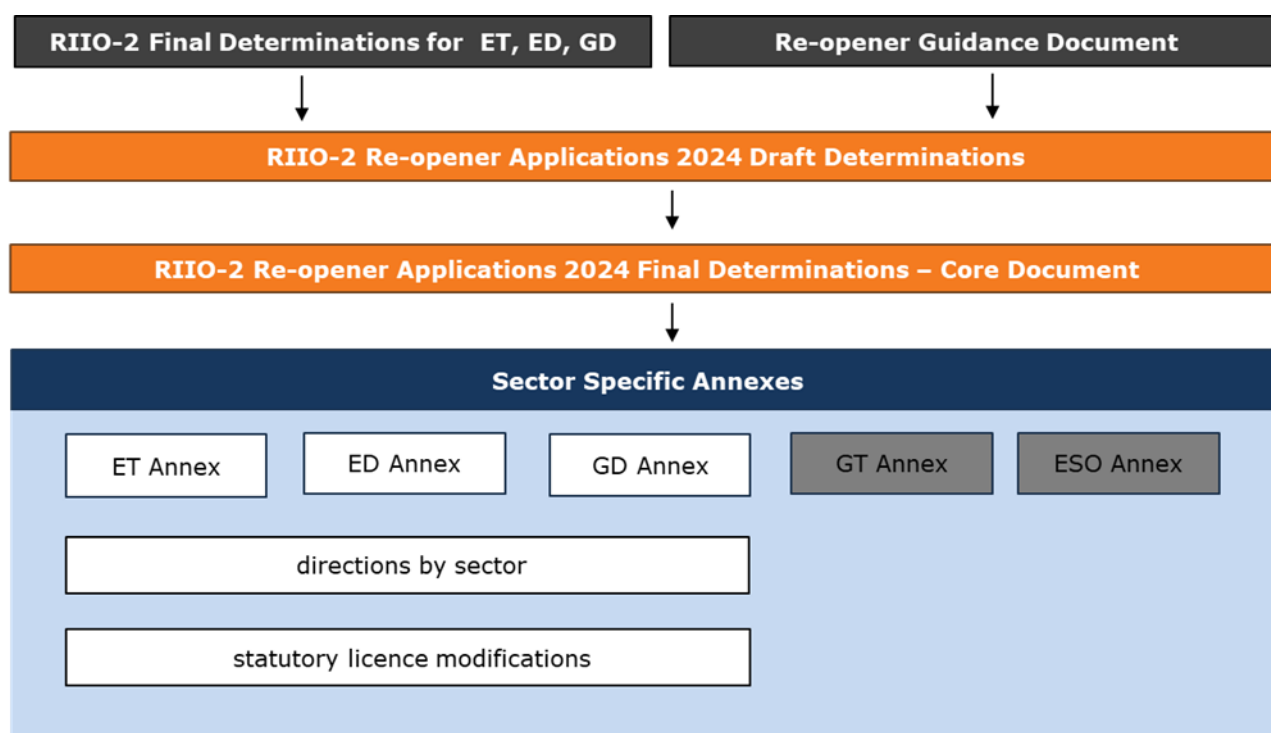 RIIO-2 Final Determinations for ET, ED, GD
Re-opener Guidance Document
RIIO-2 Re-opener Applications 2024 Draft Determinations
RIIO-2 Re-opener Applications 2024 Final Determinations – Core Document
Sector Specific Annexes
ET Annex
ED Annex
GD Annex
GT Annex
ESO Annex
directions by sector
statutory licence modifications